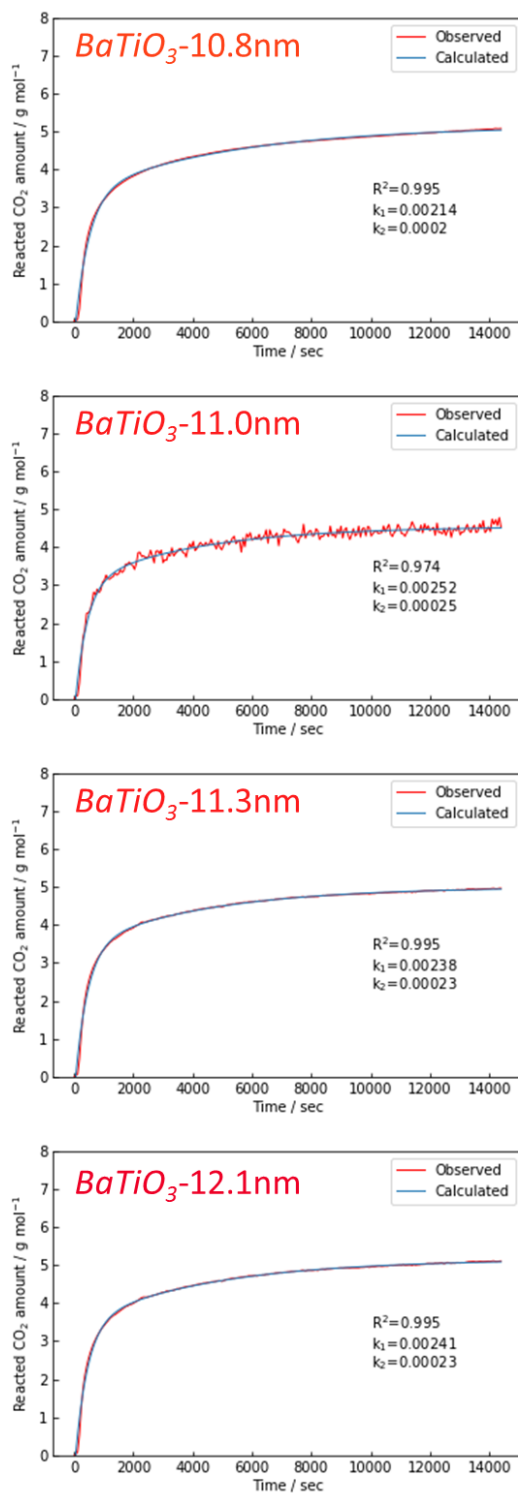 BaTiO₃-10.8nm
Observed
Calculated
8
7
6
5
4
3
2
1
0
Reacted CO₂ amount / g mol⁻¹
R²=0.995
k₁=0.00214
k₂=0.0002
0 2000 4000 6000 8000 10000 12000 14000
Time / sec
BaTiO₃-11.0nm
Observed
Calculated
8
7
6
5
4
3
2
1
0
Reacted CO₂ amount / g mol⁻¹
R²=0.974
k₁=0.00252
k₂=0.00025
0 2000 4000 6000 8000 10000 12000 14000
Time / sec
BaTiO₃-11.3nm
Observed
Calculated
8
7
6
5
4
3
2
1
0
Reacted CO₂ amount / g mol⁻¹
R²=0.995
k₁=0.00238
k₂=0.00023
0 2000 4000 6000 8000 10000 12000 14000
Time / sec
BaTiO₃-12.1nm
Observed
Calculated
8
7
6
5
4
3
2
1
0
Reacted CO₂ amount / g mol⁻¹
R²=0.995
k₁=0.00241
k₂=0.00023
0 2000 4000 6000 8000 10000 12000 14000
Time / sec